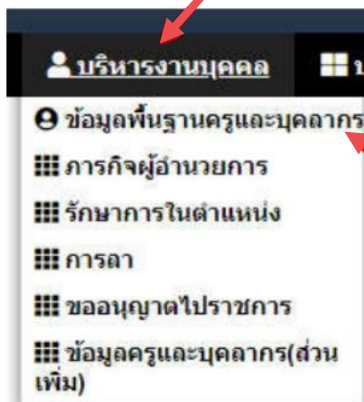 บริหารงานบุคคล
ข้อมูลพื้นฐานครูและบุคลากร
ภารกิจผู้อำนวยการ
รักษาการในตำแหน่ง
การลา
ขออนุญาตไปราชการ
ข้อมูลครูและบุคลากร(ส่วน
เพิ่ม)